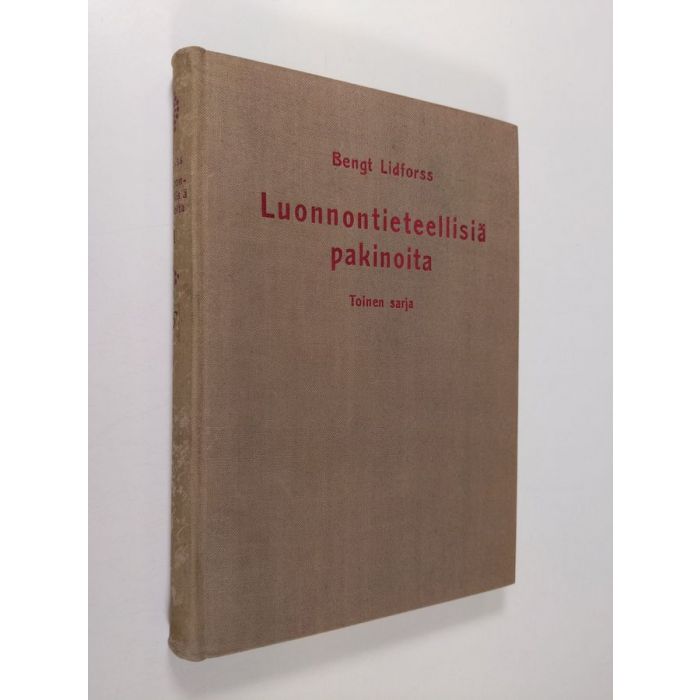 Bengt Lidforss
Luonnontieteellisiä
pakinoita
Toinen sarja